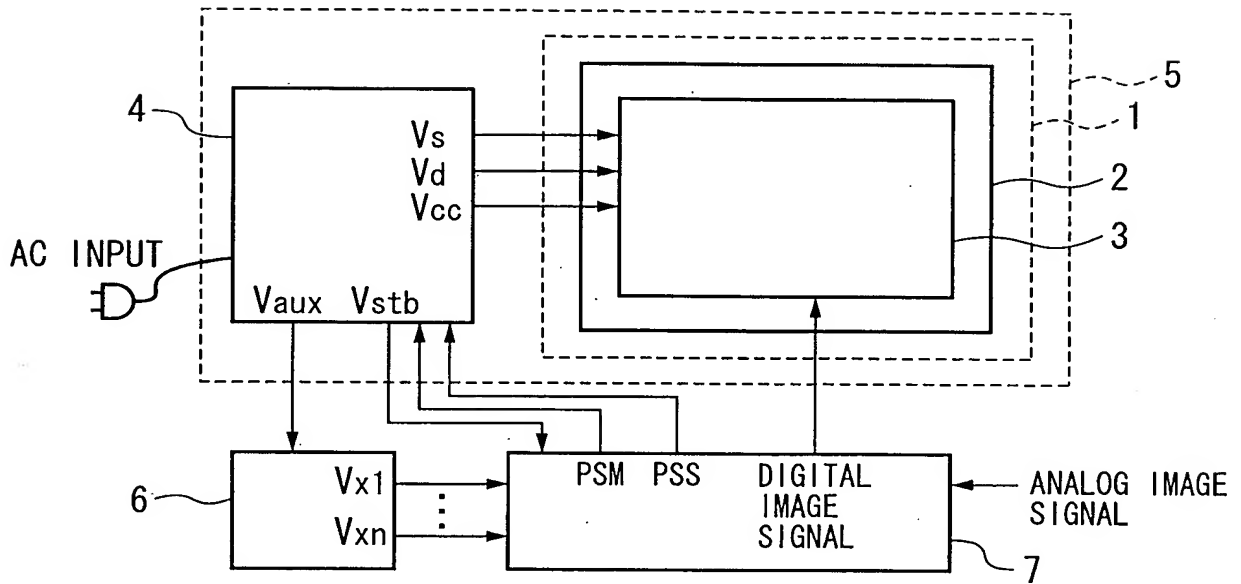 5
1
4
Vs
Vd
Vcc
2
3
AC INPUT
Vaux
Vstb
6
Vx1
Vxn
PSM
PSS
DIGITAL
IMAGE
SIGNAL
ANALOG IMAGE
SIGNAL
7